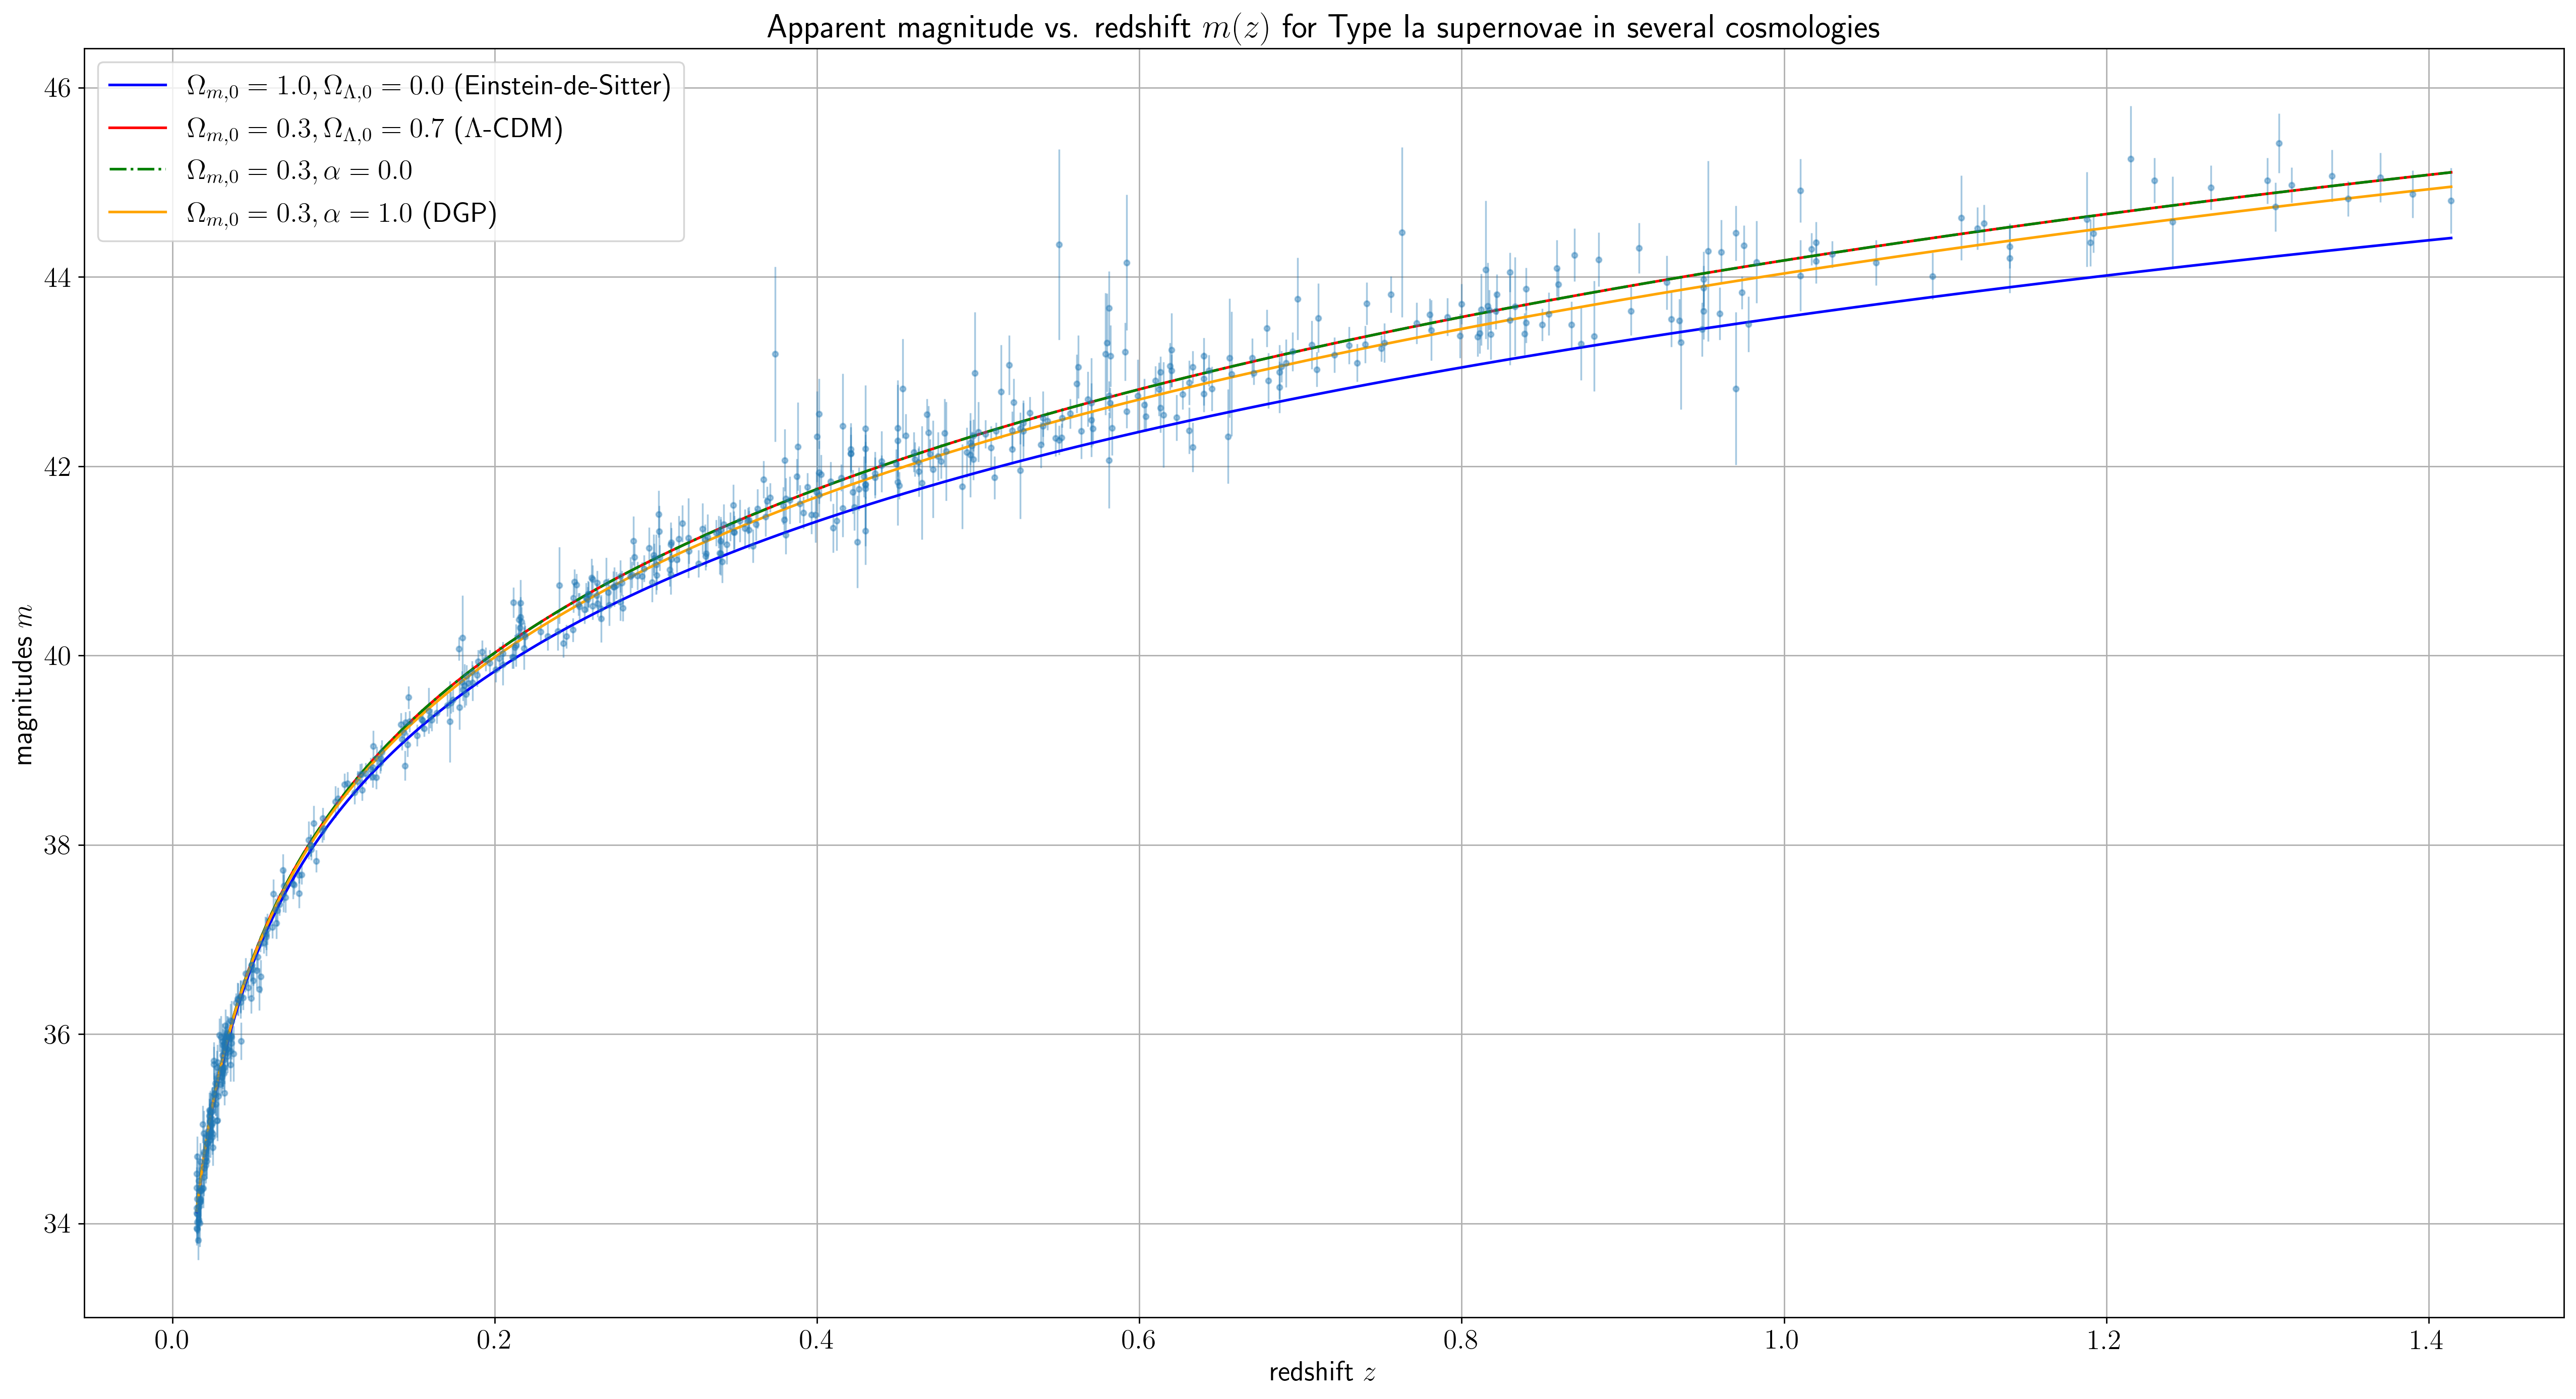 Apparent magnitude vs. redshift m(z) for Type Ia supernovae in several cosmologies
Ωm,0 = 1.0, ΩΛ,0 = 0.0 (Einstein-de-Sitter)
Ωm,0 = 0.3, ΩΛ,0 = 0.7 (Λ-CDM)
Ωm,0 = 0.3, α = 0.0
Ωm,0 = 0.3, α = 1.0 (DGP)
46
44
42
40
38
36
34
magnitudes m
0.0 0.2 0.4 0.6 0.8 1.0 1.2 1.4
redshift z